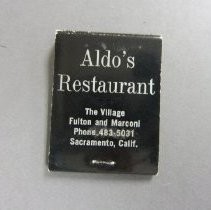 Aldo's
Restaurant
The Village
Fulton and Marconi
Phone 483-5031
Sacramento, Calif.